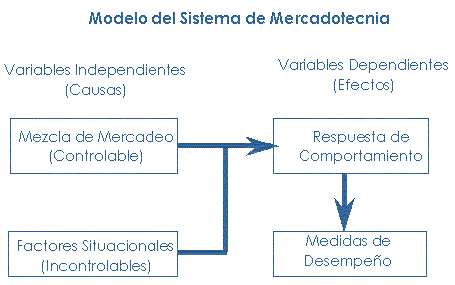 Modelo del Sistema de Mercadotecnia
Variables Independientes
(Causas)
Variables Dependientes
(Efectos)
Mezcla de Mercadeo
(Controlable)
Respuesta de
Comportamiento
Factores Situacionales
(Incontrolables)
Medidas de
Desempeño